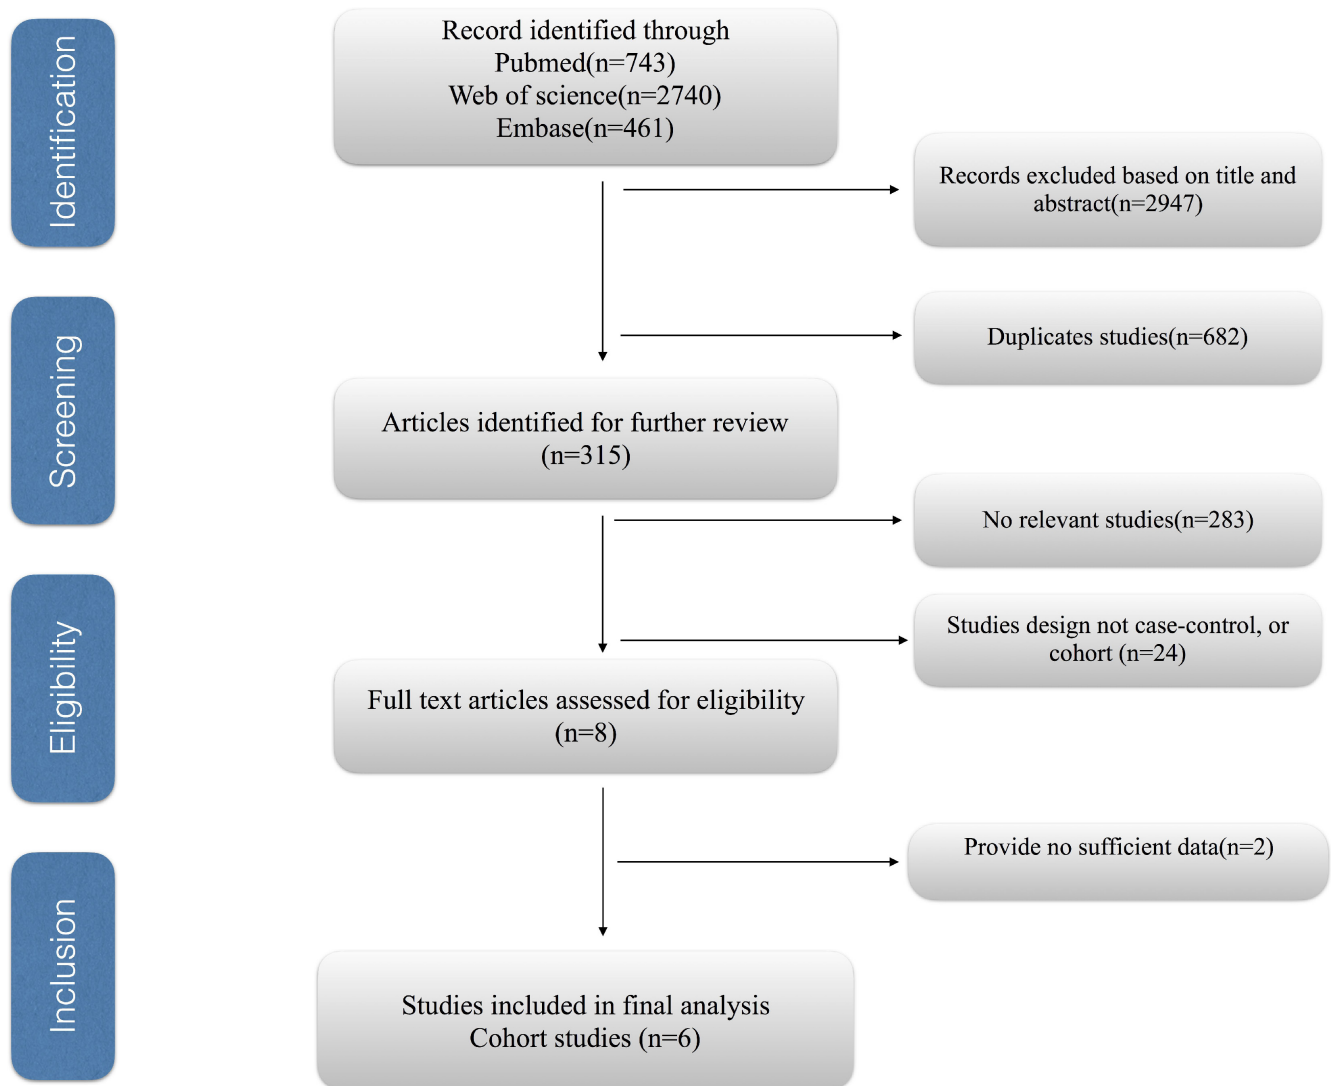 Identification
Record identified through
Pubmed(n=743)
Web of science(n=2740)
Embase(n=461)
Records excluded based on title and
abstract(n=2947)
Screening
Duplicates studies(n=682)
Articles identified for further review
(n=315)
No relevant studies(n=283)
Eligibility
Studies design not case-control, or
cohort (n=24)
Full text articles assessed for eligibility
(n=8)
Inclusion
Provide no sufficient data(n=2)
Studies included in final analysis
Cohort studies (n=6)